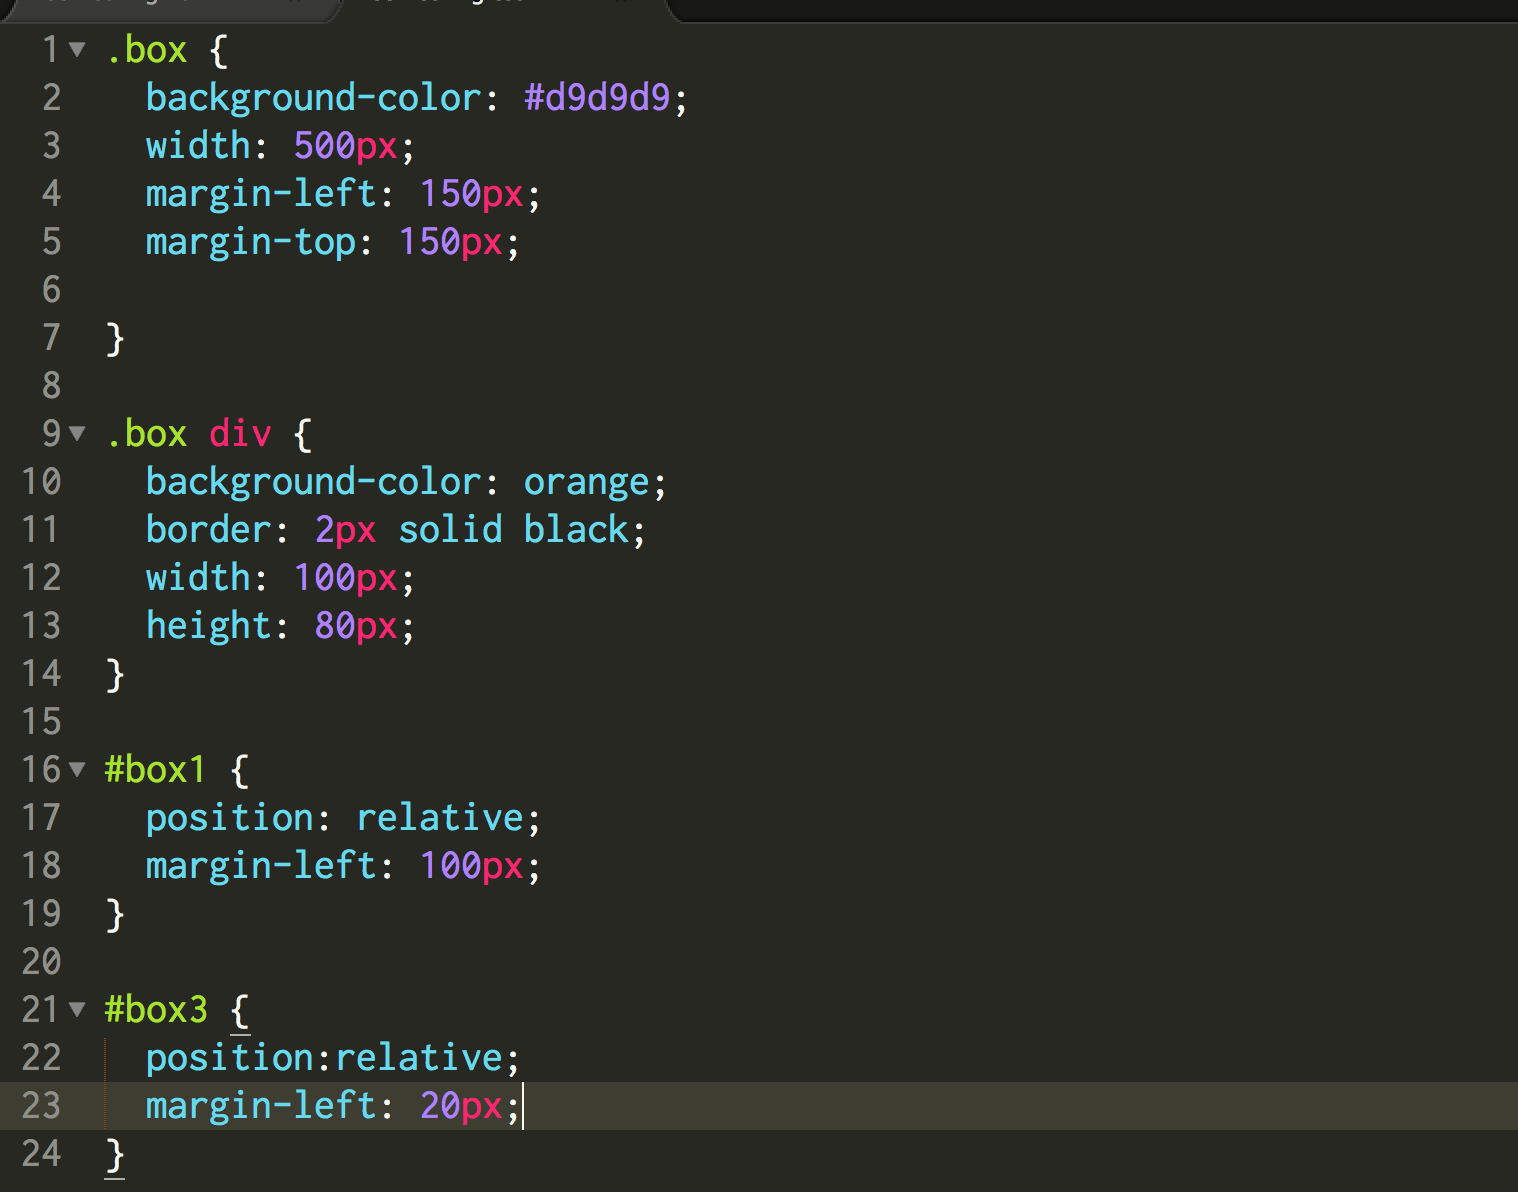 1 .box {
2 background-color: #d9d9d9;
3 width: 500px;
4 margin-left: 150px;
5 margin-top: 150px;
6
7 }
8
9 .box div {
10 background-color: orange;
11 border: 2px solid black;
12 width: 100px;
13 height: 80px;
14 }
15
16 #box1 {
17 position: relative;
18 margin-left: 100px;
19 }
20
21 #box3 {
22 position:relative;
23 margin-left: 20px;
24 }